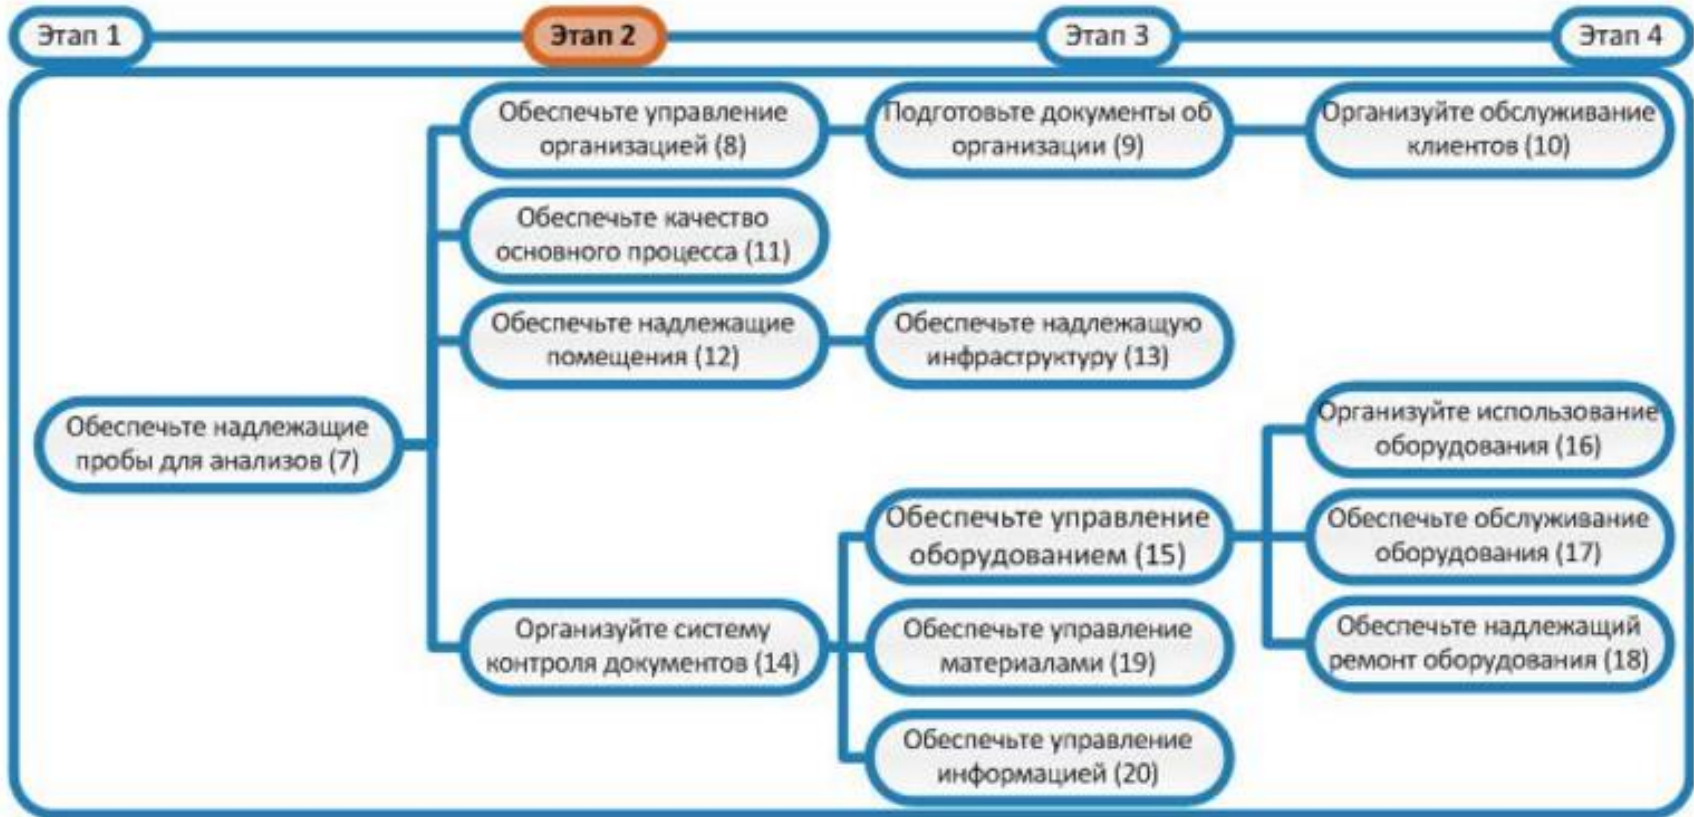 Этап 1
Этап 2
Этап 3
Этап 4
Обеспечьте управление
организацией (8)
Подготовьте документы об
организации (9)
Организуйте обслуживание
клиентов (10)
Обеспечьте качество
основного процесса (11)
Обеспечьте надлежащие
помещения (12)
Обеспечьте надлежащую
инфраструктуру (13)
Обеспечьте надлежащие
пробы для анализов (7)
Организуйте использование
оборудования (16)
Обеспечьте управление
оборудованием (15)
Обеспечьте обслуживание
оборудования (17)
Организуйте систему
контроля документов (14)
Обеспечьте управление
материалами (19)
Обеспечьте надлежащий
ремонт оборудования (18)
Обеспечьте управление
информацией (20)